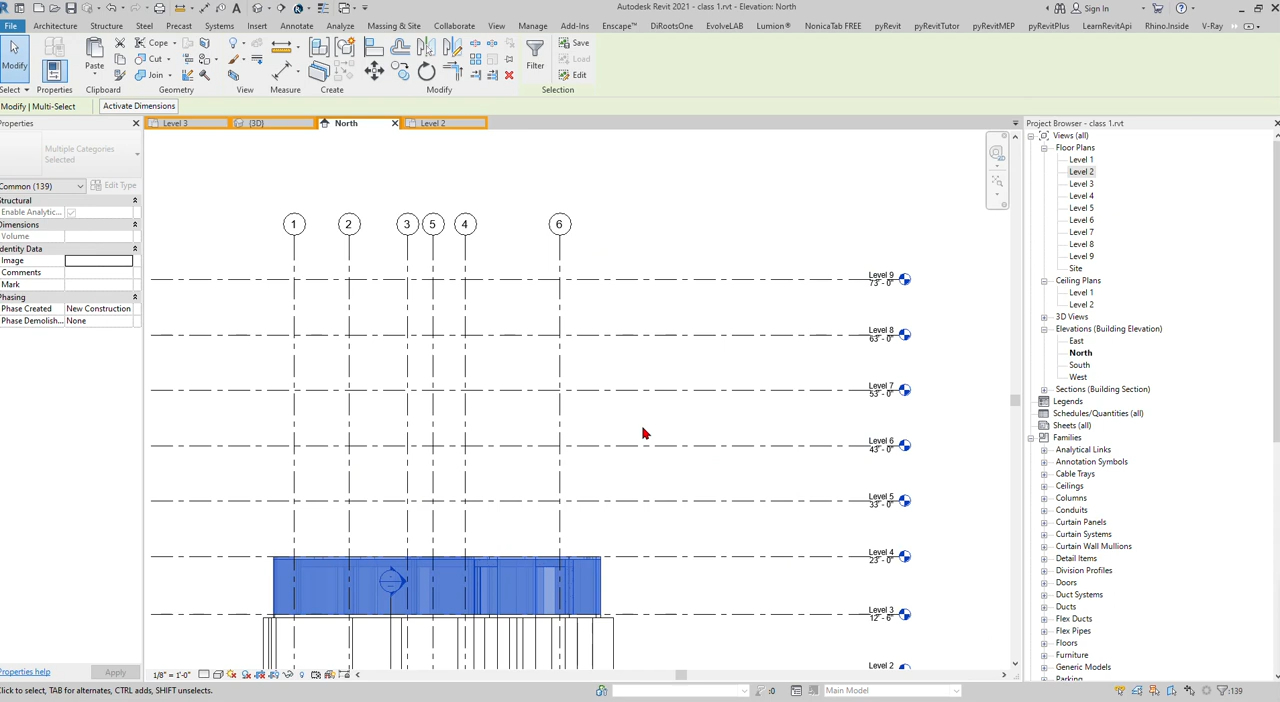 Autodesk Revit 2021 - class 1.rvt - Elevation: North
Sign In
File Architecture Structure Steel Precast Systems Insert Annotate Analyze Massing & Site Collaborate View Manage Add-Ins Enscape™ DiRootsOne EvolveLAB Lumion® NonicaTab FREE pyRevit pyRevitTutor pyRevitMEP pyRevitPlus LearnRevitApi Rhino.Inside V-Ray
Modify
Paste
Cope
Cut
Join
Filter
Save
Load
Edit
Select Properties Clipboard Geometry View Measure Create Modify Selection
Modify | Multi-Select Activate Dimensions
Properties
Level 3 {3D} North Level 2
Project Browser - class 1.rvt
Multiple Categories
Selected
Common (139) Edit Type
Structural
Enable Analytic...
Dimensions
Volume
Identity Data
Image
Comments
Mark
Phasing
Phase Created New Construction
Phase Demolish... None
Properties help Apply
1 2 3 5 4 6
Level 9
73' - 0"
Level 8
63' - 0"
Level 7
53' - 0"
Level 6
43' - 0"
Level 5
33' - 0"
Level 4
23' - 0"
Level 3
12' - 6"
Level 2
Views (all)
Floor Plans
Level 1
Level 2
Level 3
Level 4
Level 5
Level 6
Level 7
Level 8
Level 9
Site
Ceiling Plans
Level 1
Level 2
3D Views
Elevations (Building Elevation)
East
North
South
West
Sections (Building Section)
Legends
Schedules/Quantities (all)
Sheets (all)
Families
Analytical Links
Annotation Symbols
Cable Trays
Ceilings
Columns
Conduits
Curtain Panels
Curtain Systems
Curtain Wall Mullions
Detail Items
Division Profiles
Doors
Duct Systems
Ducts
Flex Ducts
Flex Pipes
Floors
Furniture
Generic Models
Parking
1/8" = 1'-0"
Click to select, TAB for alternates, CTRL adds, SHIFT unselects.
:0
Main Model
:139